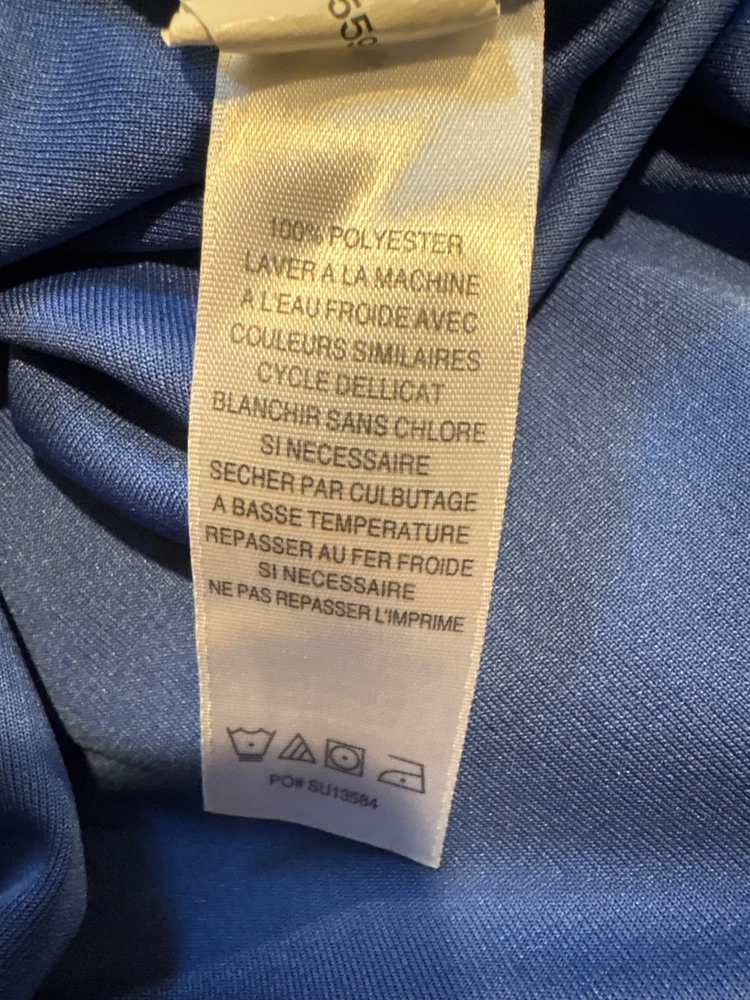 55%
100% POLYESTER
LAVER A LA MACHINE
A L'EAU FROIDE AVEC
COULEURS SIMILAIRES
CYCLE DELLICAT
BLANCHIR SANS CHLORE
SI NECESSAIRE
SECHER PAR CULBUTAGE
A BASSE TEMPERATURE
REPASSER AU FER FROIDE
SI NECESSAIRE
NE PAS REPASSER L'IMPRIME
PO# SU13584